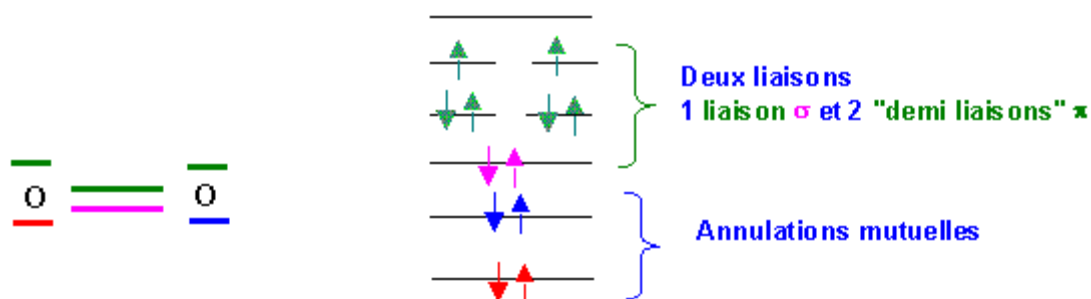 Deux liaisons
1 liaison σ et 2 "demi liaisons" π
O O
Annulations mutuelles